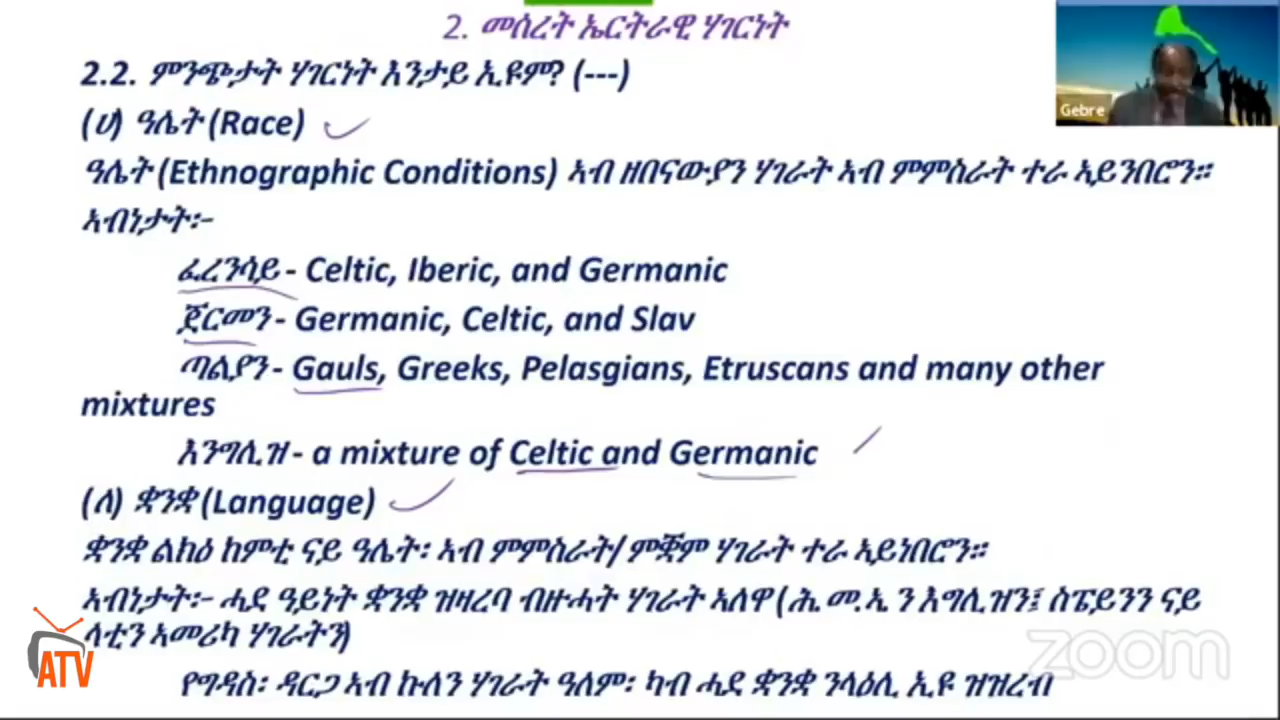 2. መሰረት ኤርትራዊ ሃገርነት
2.2. ምንጭታት ሃገርነት እንታይ ኢዩም? (---)
(ሀ) ዓሌት (Race)
ዓሌት (Ethnographic Conditions) ኣብ ዘበናውያን ሃገራት ኣብ ምምስራት ተራ ኣይንበሮን።
ኣብነታት፦
ፈረንሳይ - Celtic, Iberic, and Germanic
ጀርመን - Germanic, Celtic, and Slav
ጣልያን - Gauls, Greeks, Pelasgians, Etruscans and many other
mixtures
እንግሊዝ - a mixture of Celtic and Germanic
(ለ) ቋንቋ (Language)
ቋንቋ ልክዕ ከምቲ ናይ ዓሌት፡ ኣብ ምምስራት/ ምቛም ሃገራት ተራ ኣይነበሮን።
ኣብነታት፦ ሓደ ዓይነት ቋንቋ ዝዛረባ ብዙሓት ሃገራት ኣለዋ (ሕ.መ.ኣ ን እግሊዝን፤ ስፔይንን ናይ
ላቲን ኣመሪካ ሃገራትን)
የግዳስ፡ ዳርጋ ኣብ ኩለን ሃገራት ዓለም፡ ካብ ሓደ ቋንቋ ንላዕሊ ኢዩ ዝዝረብ
Gebre
ATV
zoom